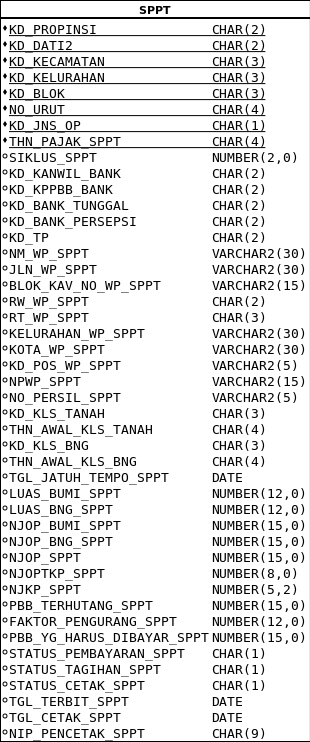 SPPT
KD_PROPINSI CHAR(2)
KD_DATI2 CHAR(2)
KD_KECAMATAN CHAR(3)
KD_KELURAHAN CHAR(3)
KD_BLOK CHAR(3)
NO_URUT CHAR(4)
KD_JNS_OP CHAR(1)
THN_PAJAK_SPPT CHAR(4)
SIKLUS_SPPT NUMBER(2,0)
KD_KANWIL_BANK CHAR(2)
KD_KPPBB_BANK CHAR(2)
KD_BANK_TUNGGAL CHAR(2)
KD_BANK_PERSEPSI CHAR(2)
KD_TP CHAR(2)
NM_WP_SPPT VARCHAR2(30)
JLN_WP_SPPT VARCHAR2(30)
BLOK_KAV_NO_WP_SPPT VARCHAR2(15)
RW_WP_SPPT CHAR(2)
RT_WP_SPPT CHAR(3)
KELURAHAN_WP_SPPT VARCHAR2(30)
KOTA_WP_SPPT VARCHAR2(30)
KD_POS_WP_SPPT VARCHAR2(5)
NPWP_SPPT VARCHAR2(15)
NO_PERSIL_SPPT VARCHAR2(5)
KD_KLS_TANAH CHAR(3)
THN_AWAL_KLS_TANAH CHAR(4)
KD_KLS_BNG CHAR(3)
THN_AWAL_KLS_BNG CHAR(4)
TGL_JATUH_TEMPO_SPPT DATE
LUAS_BUMI_SPPT NUMBER(12,0)
LUAS_BNG_SPPT NUMBER(12,0)
NJOP_BUMI_SPPT NUMBER(15,0)
NJOP_BNG_SPPT NUMBER(15,0)
NJOP_SPPT NUMBER(15,0)
NJOPTKP_SPPT NUMBER(8,0)
NJKP_SPPT NUMBER(5,2)
PBB_TERHUTANG_SPPT NUMBER(15,0)
FAKTOR_PENGURANG_SPPT NUMBER(12,0)
PBB_YG_HARUS_DIBAYAR_SPPT NUMBER(15,0)
STATUS_PEMBAYARAN_SPPT CHAR(1)
STATUS_TAGIHAN_SPPT CHAR(1)
STATUS_CETAK_SPPT CHAR(1)
TGL_TERBIT_SPPT DATE
TGL_CETAK_SPPT DATE
NIP_PENCETAK_SPPT CHAR(9)